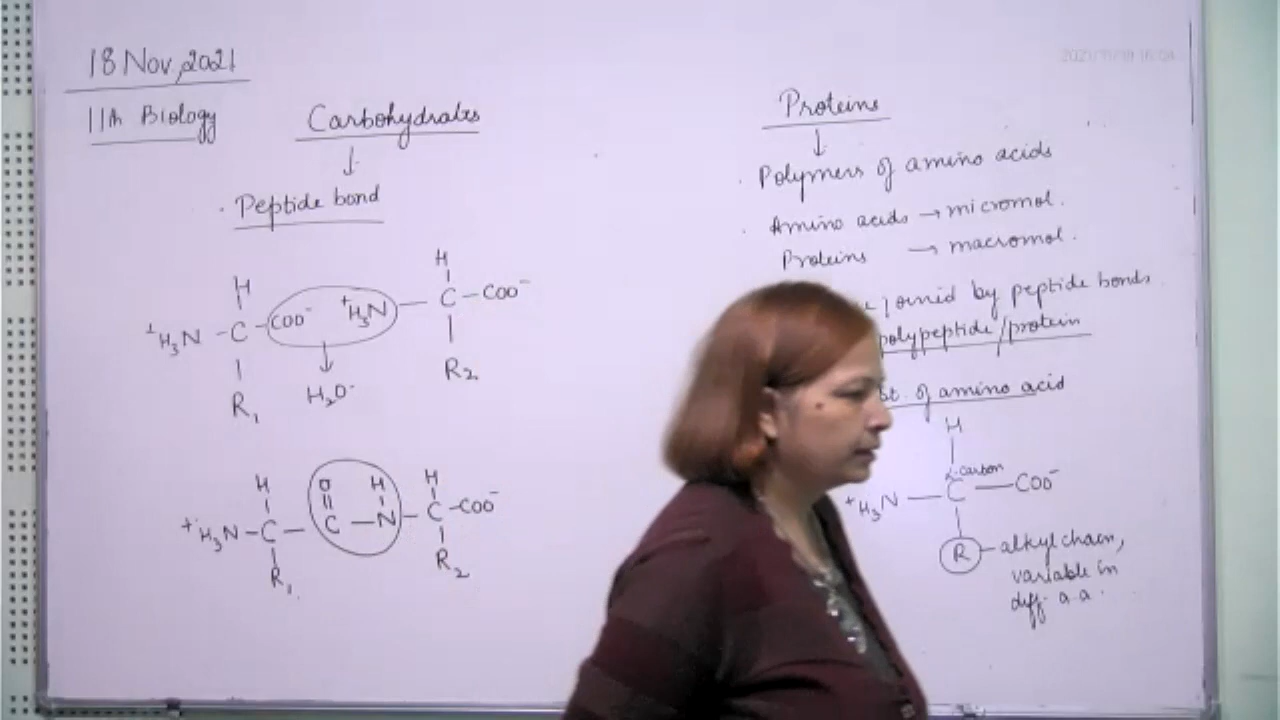 18 Nov, 2021
11th Biology
Carbohydrates
↓
· Peptide bond
H
H
⁺H₃N - C - COO⁻ ⁺H₃N — C - COO⁻
R₁
↓
H₂O
R₂
H O H H
⁺H₃N - C - C - N - C - COO⁻
R₁ R₂
Proteins
↓
· Polymers of amino acids
· Amino acids → micromol.
Proteins → macromol.
joined by peptide bonds
polypeptide/protein
of amino acid
H
α-carbon
⁺H₃N — C — COO⁻
R - alkyl chain,
variable in
diff. a.a.